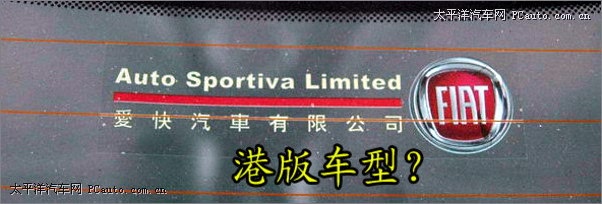 太平洋汽车网 PCauto.com.cn
Auto Sportiva Limited
愛快汽車有限公司
FIAT
港版车型？
太平洋汽车网 PCauto.com.cn